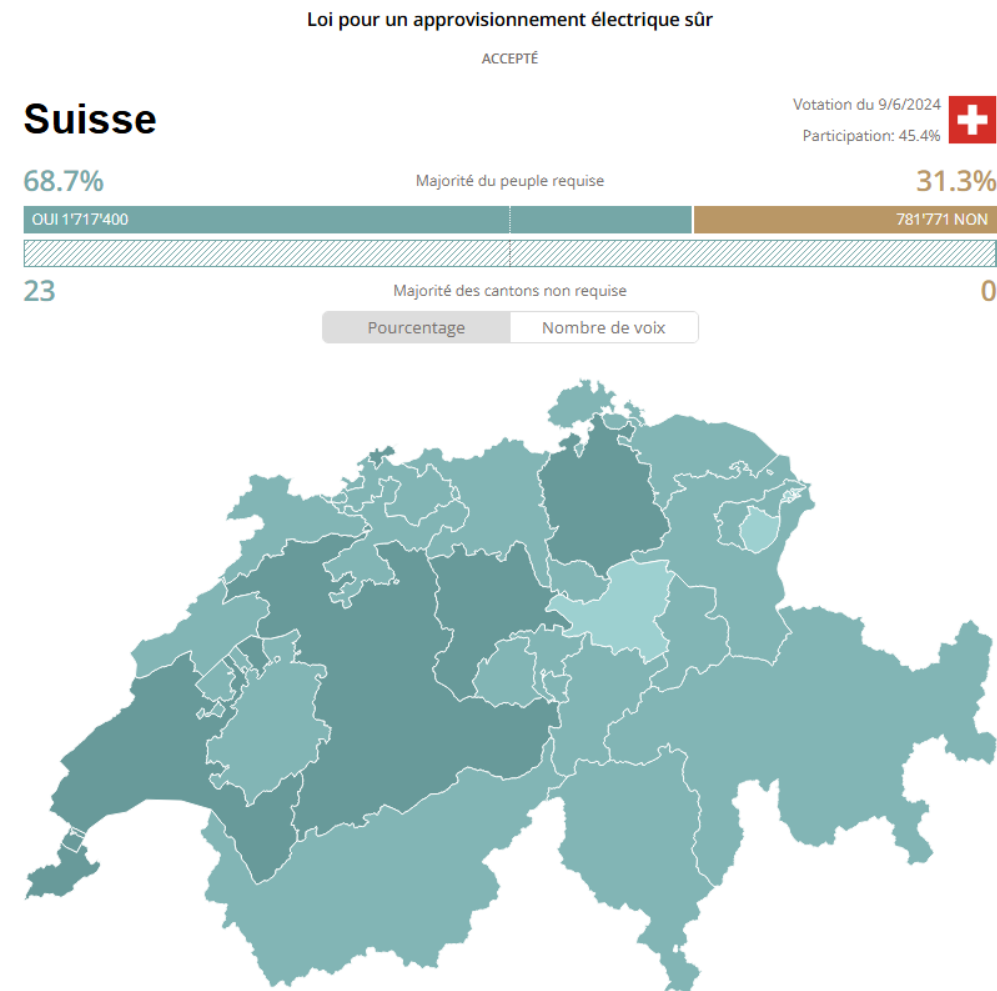 Loi pour un approvisionnement électrique sûr
ACCEPTÉ
Suisse
Votation du 9/6/2024
Participation: 45.4%
68.7%
Majorité du peuple requise
31.3%
OUI 1'717'400
781'771 NON
23
Majorité des cantons non requise
0
Pourcentage
Nombre de voix